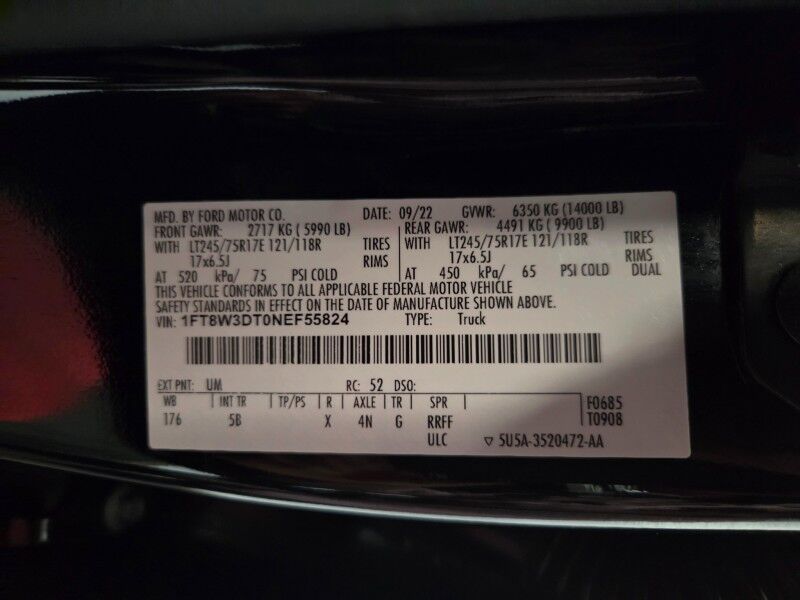 MFD. BY FORD MOTOR CO. DATE: 09/22 GVWR: 6350 KG (14000 LB)
FRONT GAWR: 2717 KG ( 5990 LB) REAR GAWR: 4491 KG ( 9900 LB)
WITH LT245/75R17E 121/118R TIRES WITH LT245/75R17E 121/118R TIRES
17x6.5J RIMS 17x6.5J RIMS
AT 520 kPa/ 75 PSI COLD AT 450 kPa/ 65 PSI COLD DUAL
THIS VEHICLE CONFORMS TO ALL APPLICABLE FEDERAL MOTOR VEHICLE
SAFETY STANDARDS IN EFFECT ON THE DATE OF MANUFACTURE SHOWN ABOVE.
VIN: 1FT8W3DT0NEF55824 TYPE: Truck
EXT PNT: UM RC: 52 DSO:
WB INT TR TP/PS R AXLE TR SPR F0685
176 5B X 4N G RRFF T0908
ULC ▽ 5U5A-3520472-AA